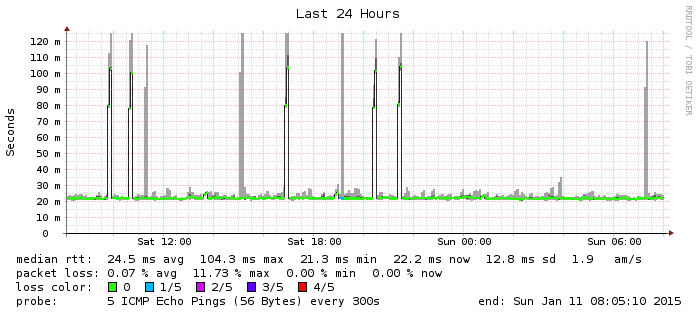 Last 24 Hours
RRDTOOL / TOBI OETIKER
Seconds
120 m
110 m
100 m
90 m
80 m
70 m
60 m
50 m
40 m
30 m
20 m
10 m
0
Sat 12:00 Sat 18:00 Sun 00:00 Sun 06:00
median rtt: 24.5 ms avg 104.3 ms max 21.3 ms min 22.2 ms now 12.8 ms sd 1.9 am/s
packet loss: 0.07 % avg 11.73 % max 0.00 % min 0.00 % now
loss color: 0 1/5 2/5 3/5 4/5
probe: 5 ICMP Echo Pings (56 Bytes) every 300s end: Sun Jan 11 08:05:10 2015